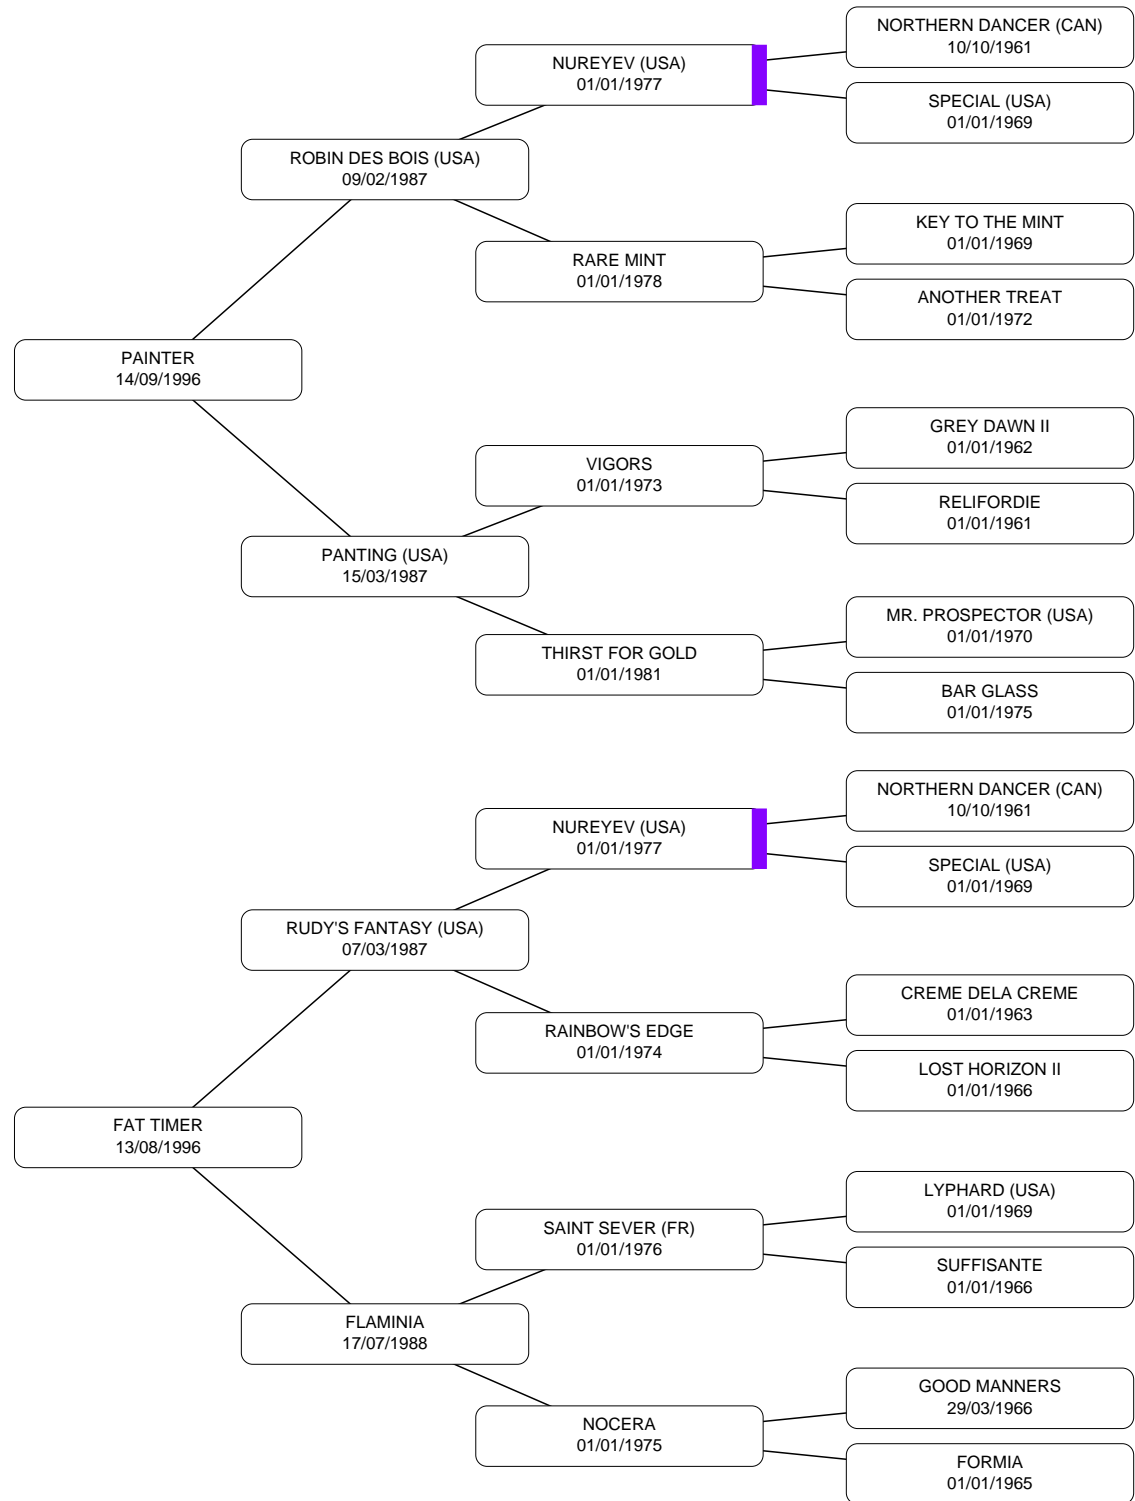 NORTHERN DANCER (CAN)
10/10/1961
NUREYEV (USA)
01/01/1977
SPECIAL (USA)
01/01/1969
ROBIN DES BOIS (USA)
09/02/1987
KEY TO THE MINT
01/01/1969
RARE MINT
01/01/1978
ANOTHER TREAT
01/01/1972
PAINTER
14/09/1996
GREY DAWN II
01/01/1962
VIGORS
01/01/1973
RELIFORDIE
01/01/1961
PANTING (USA)
15/03/1987
MR. PROSPECTOR (USA)
01/01/1970
THIRST FOR GOLD
01/01/1981
BAR GLASS
01/01/1975
NORTHERN DANCER (CAN)
10/10/1961
NUREYEV (USA)
01/01/1977
SPECIAL (USA)
01/01/1969
RUDY'S FANTASY (USA)
07/03/1987
CREME DELA CREME
01/01/1963
RAINBOW'S EDGE
01/01/1974
LOST HORIZON II
01/01/1966
FAT TIMER
13/08/1996
LYPHARD (USA)
01/01/1969
SAINT SEVER (FR)
01/01/1976
SUFFISANTE
01/01/1966
FLAMINIA
17/07/1988
GOOD MANNERS
29/03/1966
NOCERA
01/01/1975
FORMIA
01/01/1965